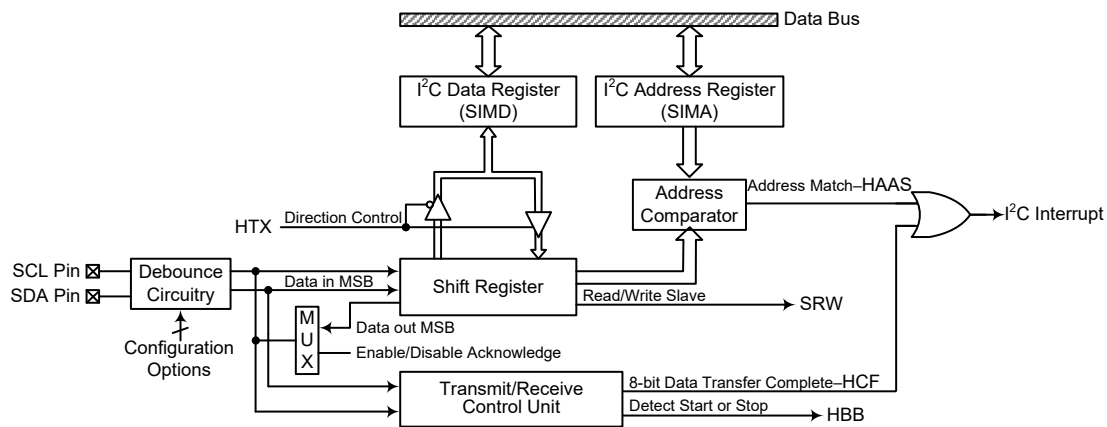 Data Bus
I²C Data Register
(SIMD)
I²C Address Register
(SIMA)
Address
Comparator
Address Match–HAAS
I²C Interrupt
HTX
Direction Control
SCL Pin
SDA Pin
Debounce
Circuitry
Data in MSB
Shift Register
Read/Write Slave
SRW
M
U
X
Data out MSB
Enable/Disable Acknowledge
Configuration
Options
Transmit/Receive
Control Unit
8-bit Data Transfer Complete–HCF
Detect Start or Stop
HBB